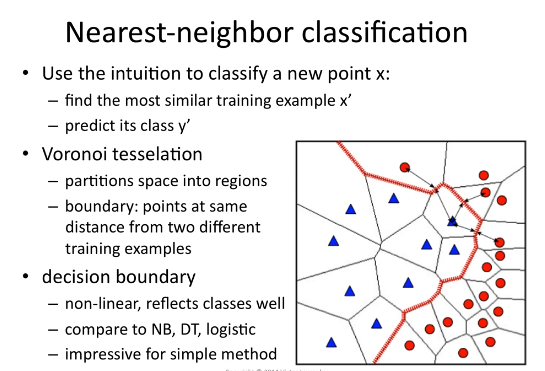 Nearest-neighbor classification
• Use the intuition to classify a new point x:
– find the most similar training example x’
– predict its class y’
• Voronoi tesselation
– partitions space into regions
– boundary: points at same
distance from two different
training examples
• decision boundary
– non-linear, reflects classes well
– compare to NB, DT, logistic
– impressive for simple method